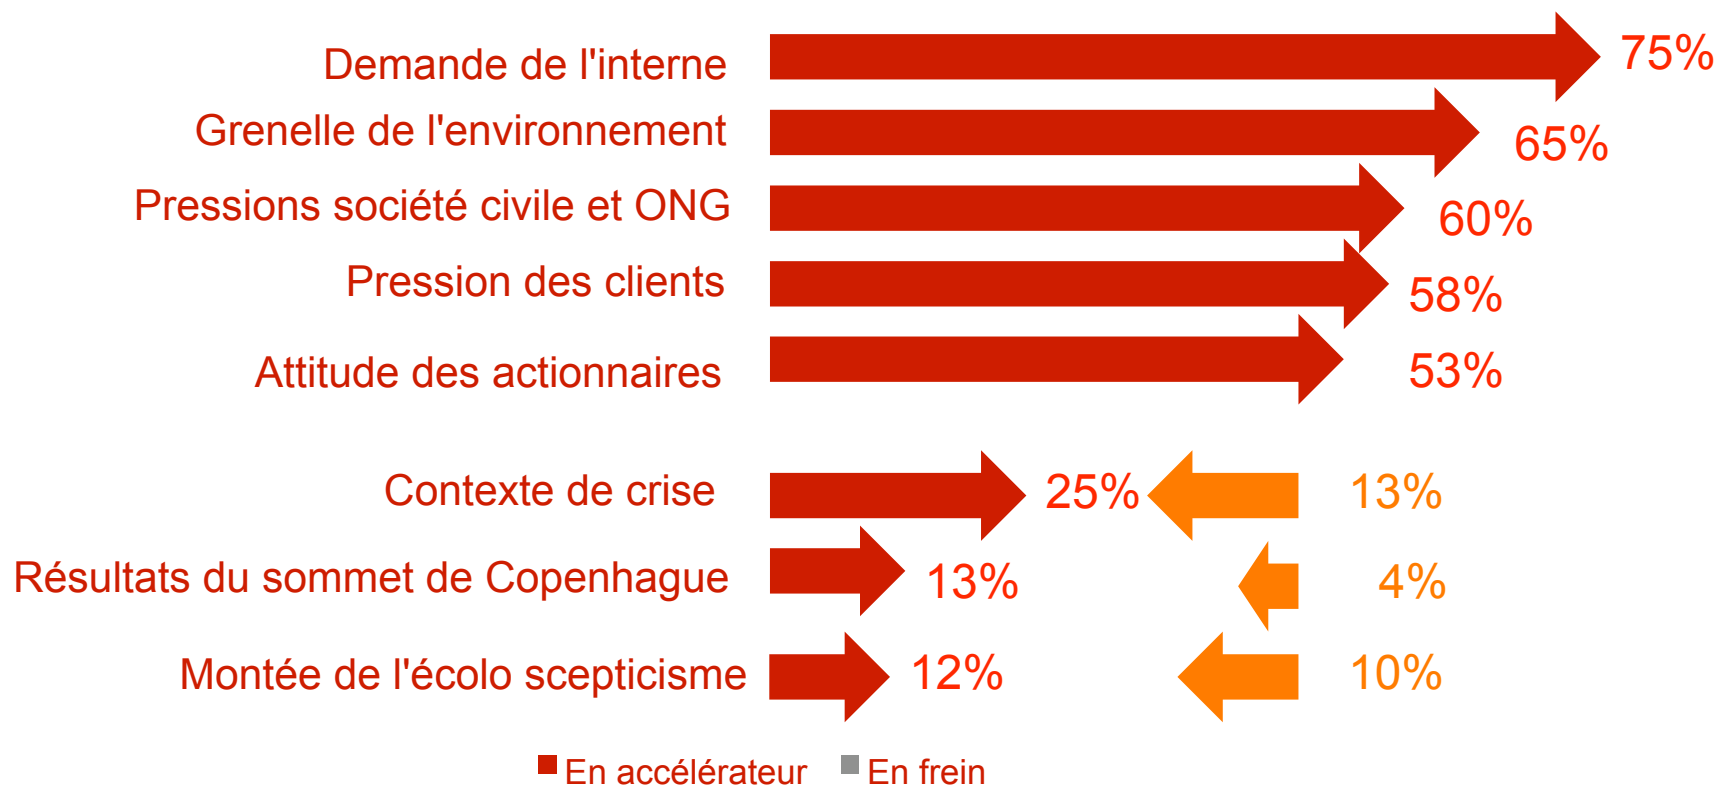 Demande de l'interne 75%
Grenelle de l'environnement 65%
Pressions société civile et ONG 60%
Pression des clients 58%
Attitude des actionnaires 53%
Contexte de crise 25% 13%
Résultats du sommet de Copenhague 13% 4%
Montée de l'écolo scepticisme 12% 10%
En accélérateur En frein